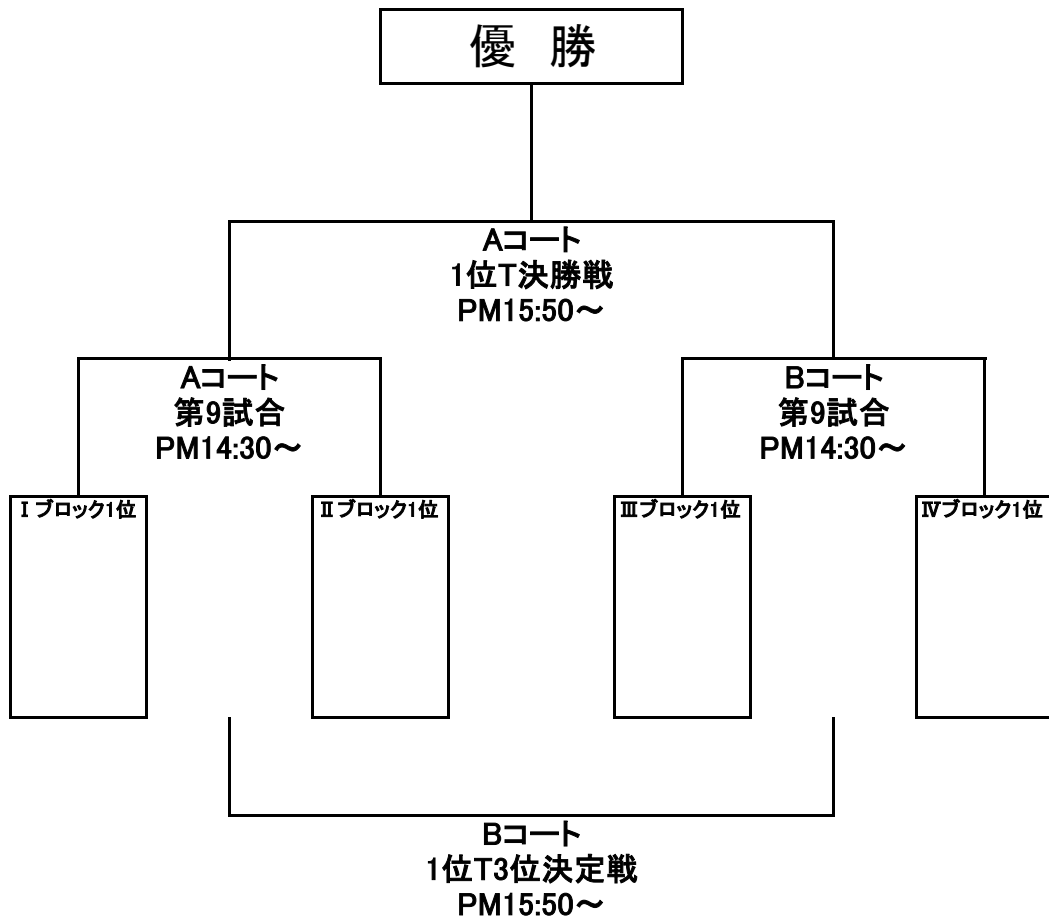 優　勝
Aコート
1位T決勝戦
PM15:50～
Aコート
第9試合
PM14:30～
Bコート
第9試合
PM14:30～
Ⅰブロック1位
Ⅱブロック1位
Ⅲブロック1位
Ⅳブロック1位
Bコート
1位T3位決定戦
PM15:50～